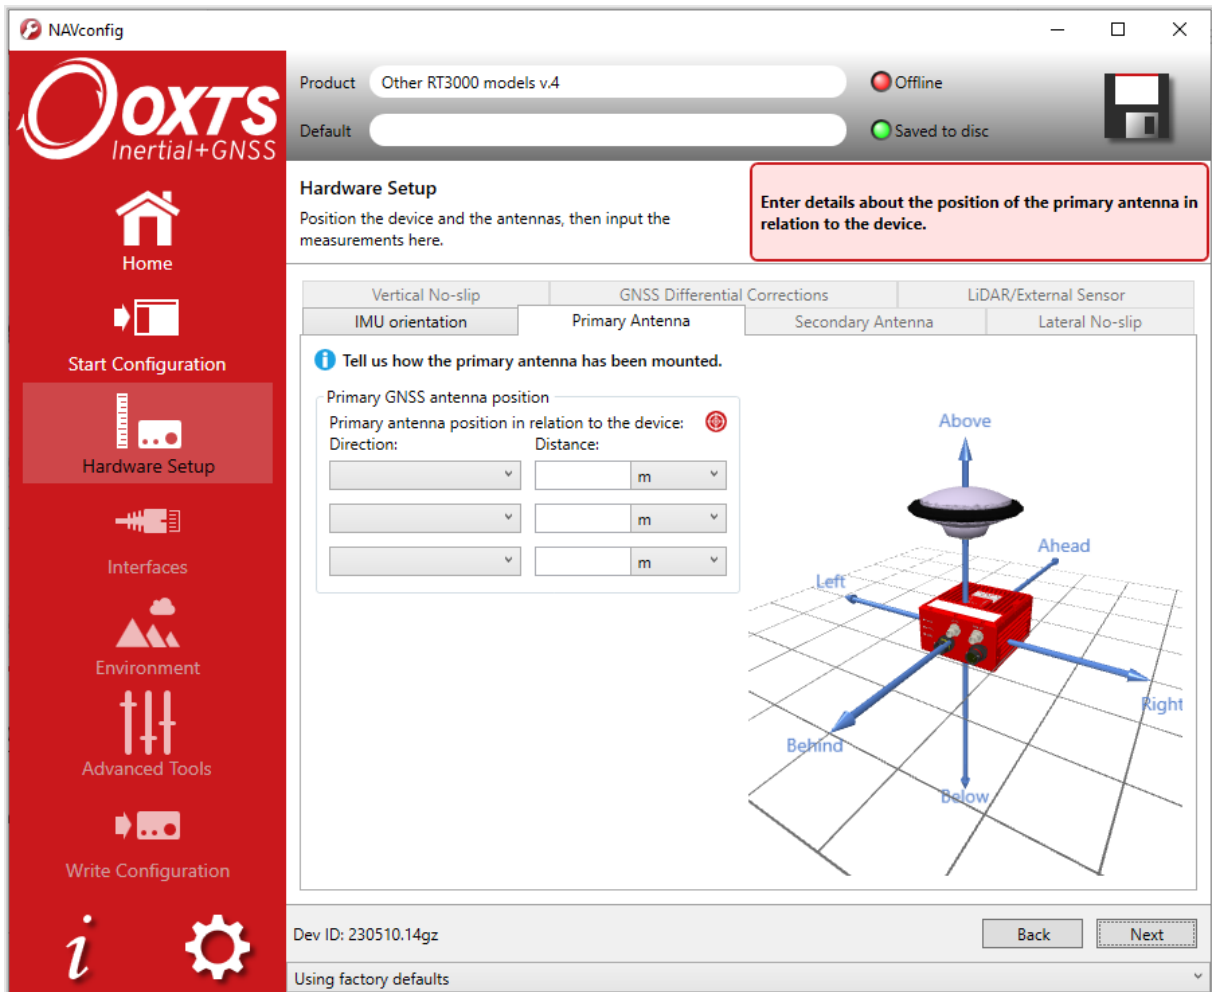 NAVconfig
OXTS
Inertial+GNSS
Product
Other RT3000 models v.4
Offline
Default
Saved to disc
Home
Start Configuration
Hardware Setup
Interfaces
Environment
Advanced Tools
Write Configuration
Hardware Setup
Position the device and the antennas, then input the
measurements here.
Enter details about the position of the primary antenna in
relation to the device.
Vertical No-slip
GNSS Differential Corrections
LiDAR/External Sensor
IMU orientation
Primary Antenna
Secondary Antenna
Lateral No-slip
i Tell us how the primary antenna has been mounted.
Primary GNSS antenna position
Primary antenna position in relation to the device:
Direction:
Distance:
m
m
m
Above
Ahead
Left
Right
Behind
Below
i
Dev ID: 230510.14gz
Back
Next
Using factory defaults